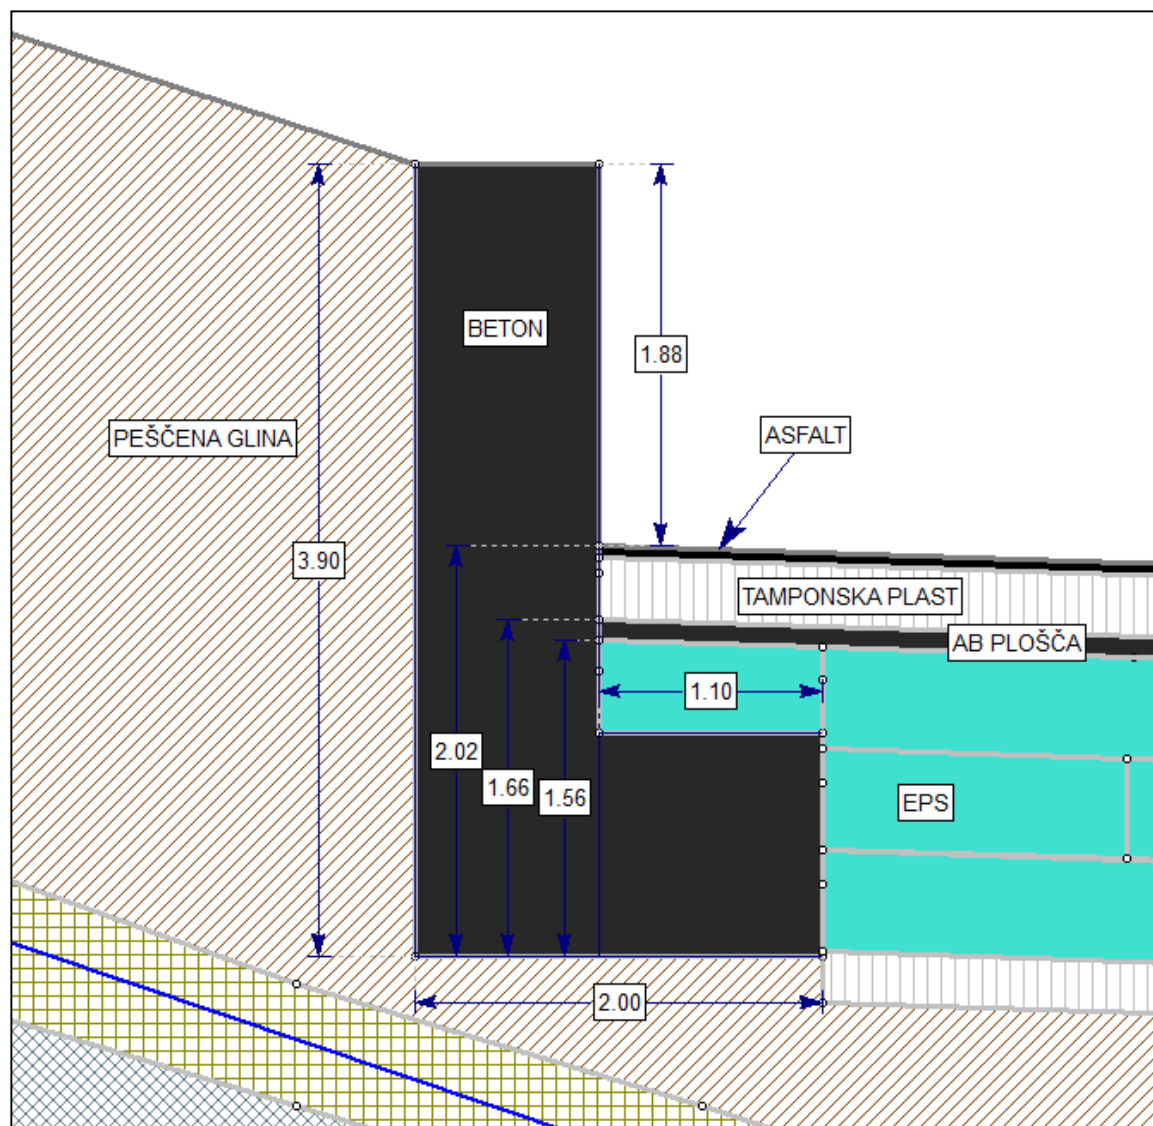 BETON
1.88
PEŠČENA GLINA
ASFALT
3.90
TAMPONSKA PLAST
AB PLOŠČA
1.10
2.02
1.66
1.56
EPS
2.00